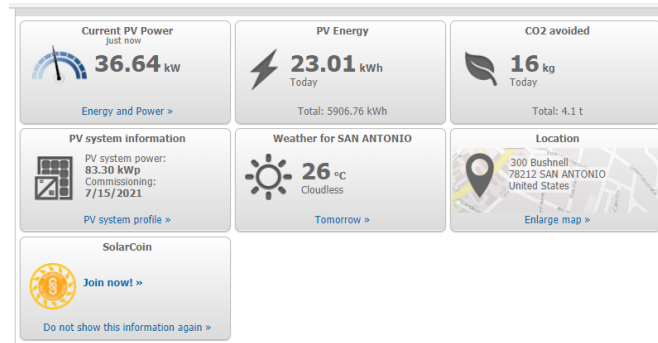 Current PV Power
just now
36.64 kW
Energy and Power »
PV Energy
23.01 kWh
Today
Total: 5906.76 kWh
CO2 avoided
16 kg
Today
Total: 4.1 t
PV system information
PV system power:
83.30 kWp
Commissioning:
7/15/2021
PV system profile »
Weather for SAN ANTONIO
26 °C
Cloudless
Tomorrow »
Location
300 Bushnell
78212 SAN ANTONIO
United States
Enlarge map »
SolarCoin
Join now! »
Do not show this information again »